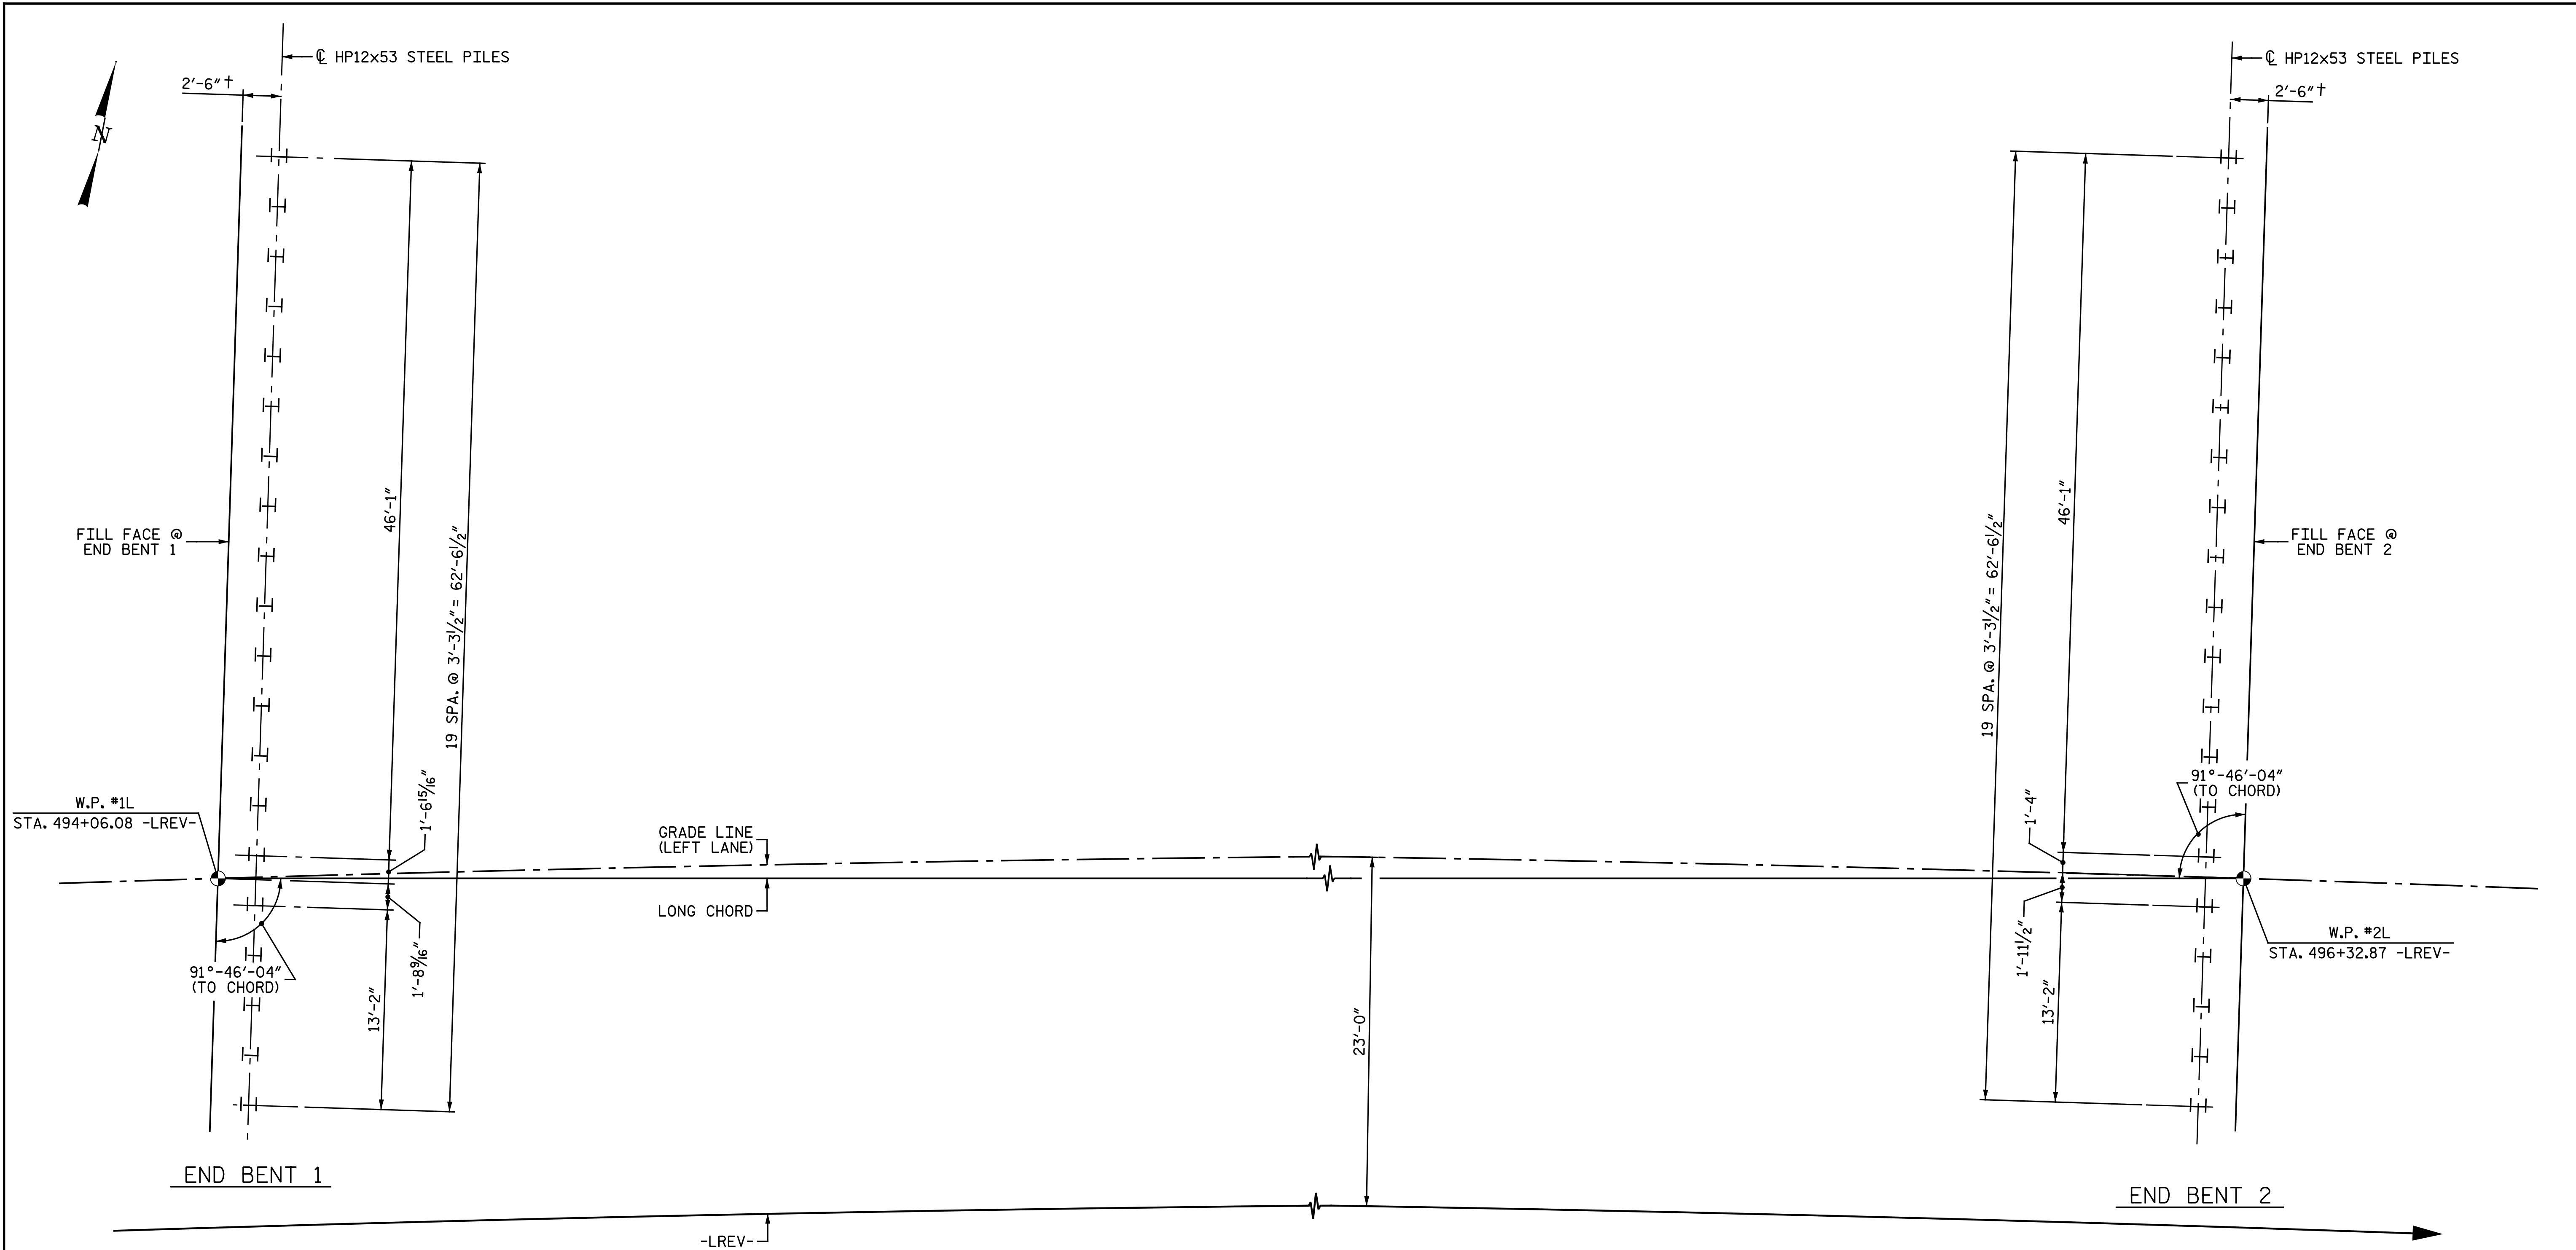 ℄ HP12x53 STEEL PILES
2'-6" †
N
46'-1"
19 SPA. @ 3'-3½" = 62'-6½"
FILL FACE @
END BENT 1
W.P. #1L
STA. 494+06.08 -LREV-
1'-6 15/16"
1'-8 9/16"
13'-2"
91°-46'-04"
(TO CHORD)
END BENT 1
GRADE LINE
(LEFT LANE)
LONG CHORD
23'-0"
-LREV-
℄ HP12x53 STEEL PILES
2'-6" †
46'-1"
19 SPA. @ 3'-3½" = 62'-6½"
FILL FACE @
END BENT 2
91°-46'-04"
(TO CHORD)
1'-4"
1'-11½"
13'-2"
W.P. #2L
STA. 496+32.87 -LREV-
END BENT 2